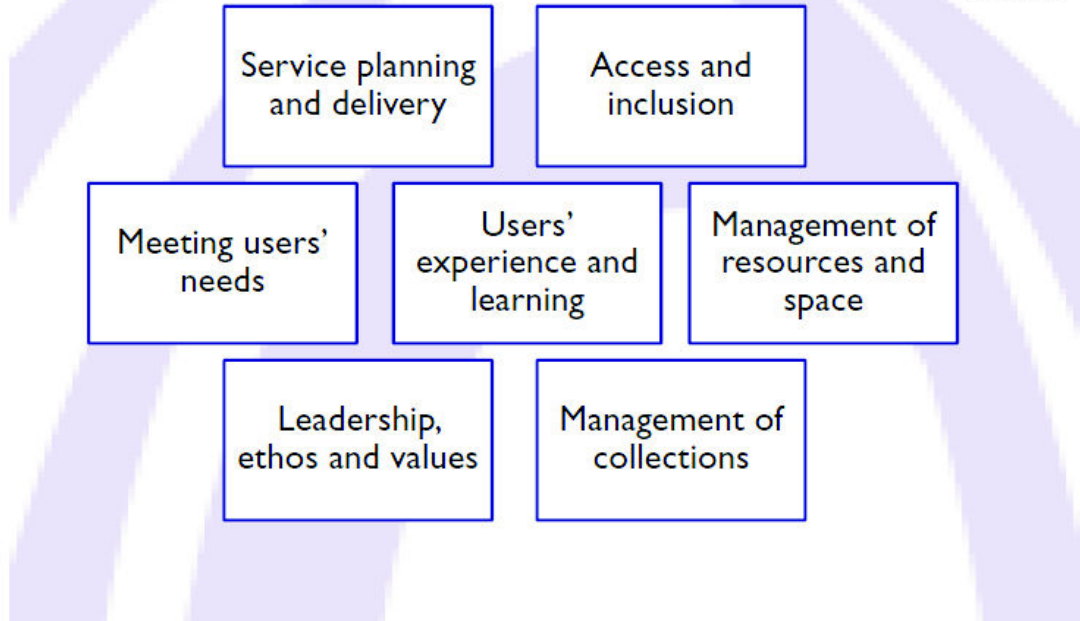 Service planning
and delivery
Access and
inclusion
Meeting users’
needs
Users’
experience and
learning
Management of
resources and
space
Leadership,
ethos and values
Management of
collections